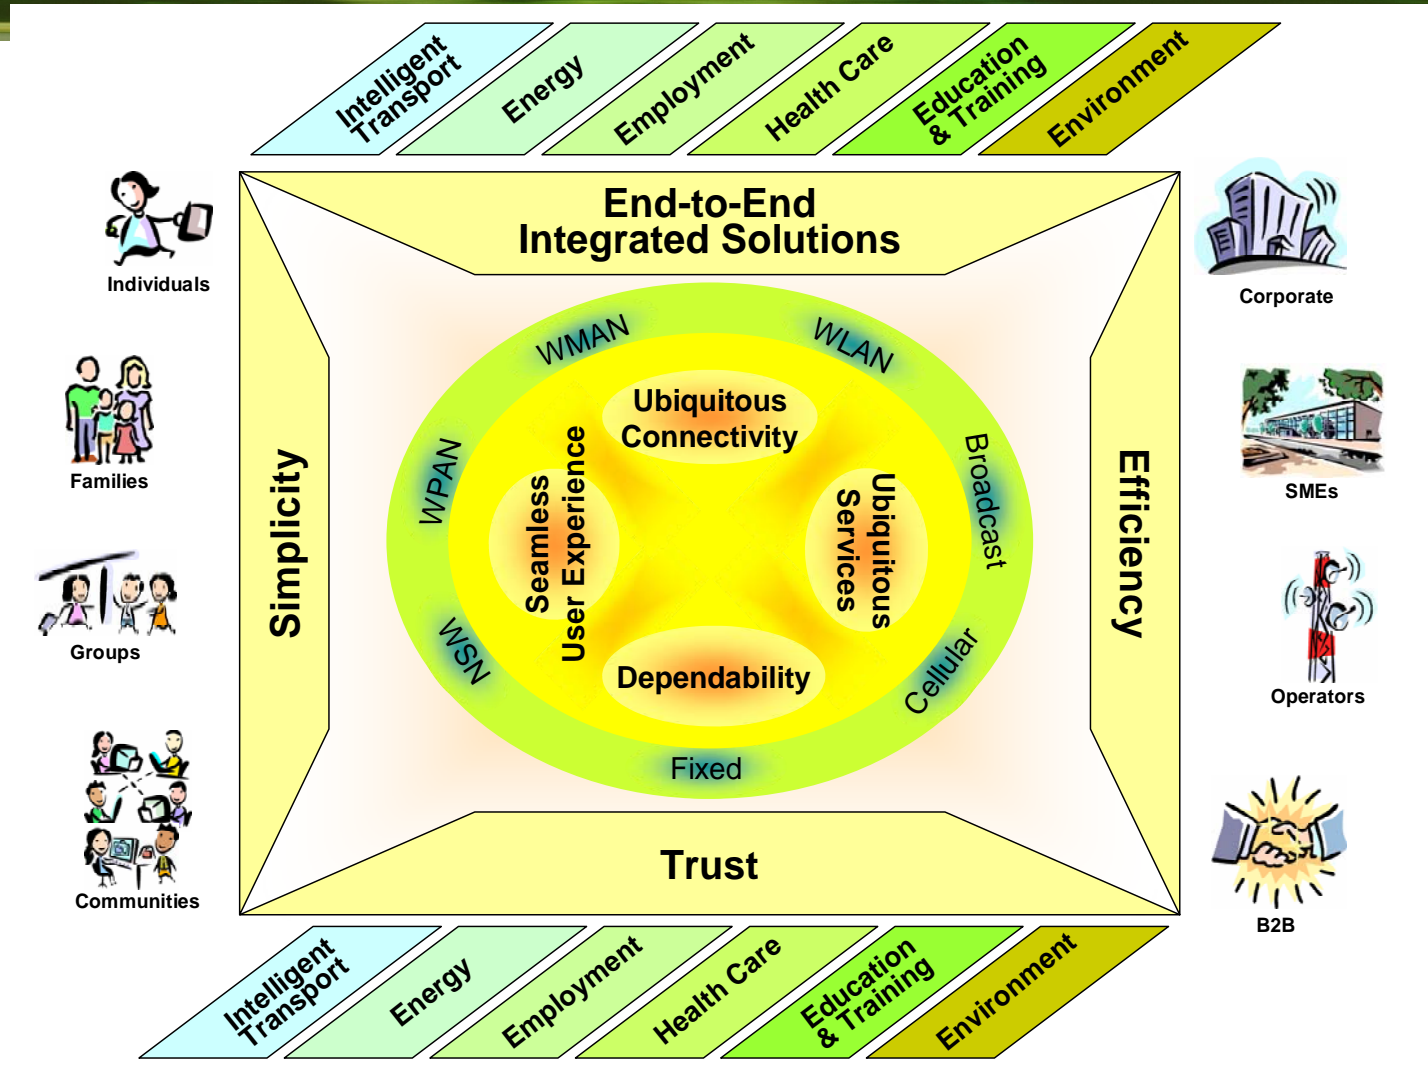 Intelligent
Transport
Energy
Employment
Health Care
Education
& Training
Environment
Individuals
Families
Groups
Communities
End-to-End
Integrated Solutions
Simplicity
Efficiency
Trust
WMAN
WLAN
WPAN
Broadcast
WSN
Cellular
Fixed
Ubiquitous
Connectivity
Seamless
User Experience
Ubiquitous
Services
Dependability
Corporate
SMEs
Operators
B2B
Intelligent
Transport
Energy
Employment
Health Care
Education
& Training
Environment